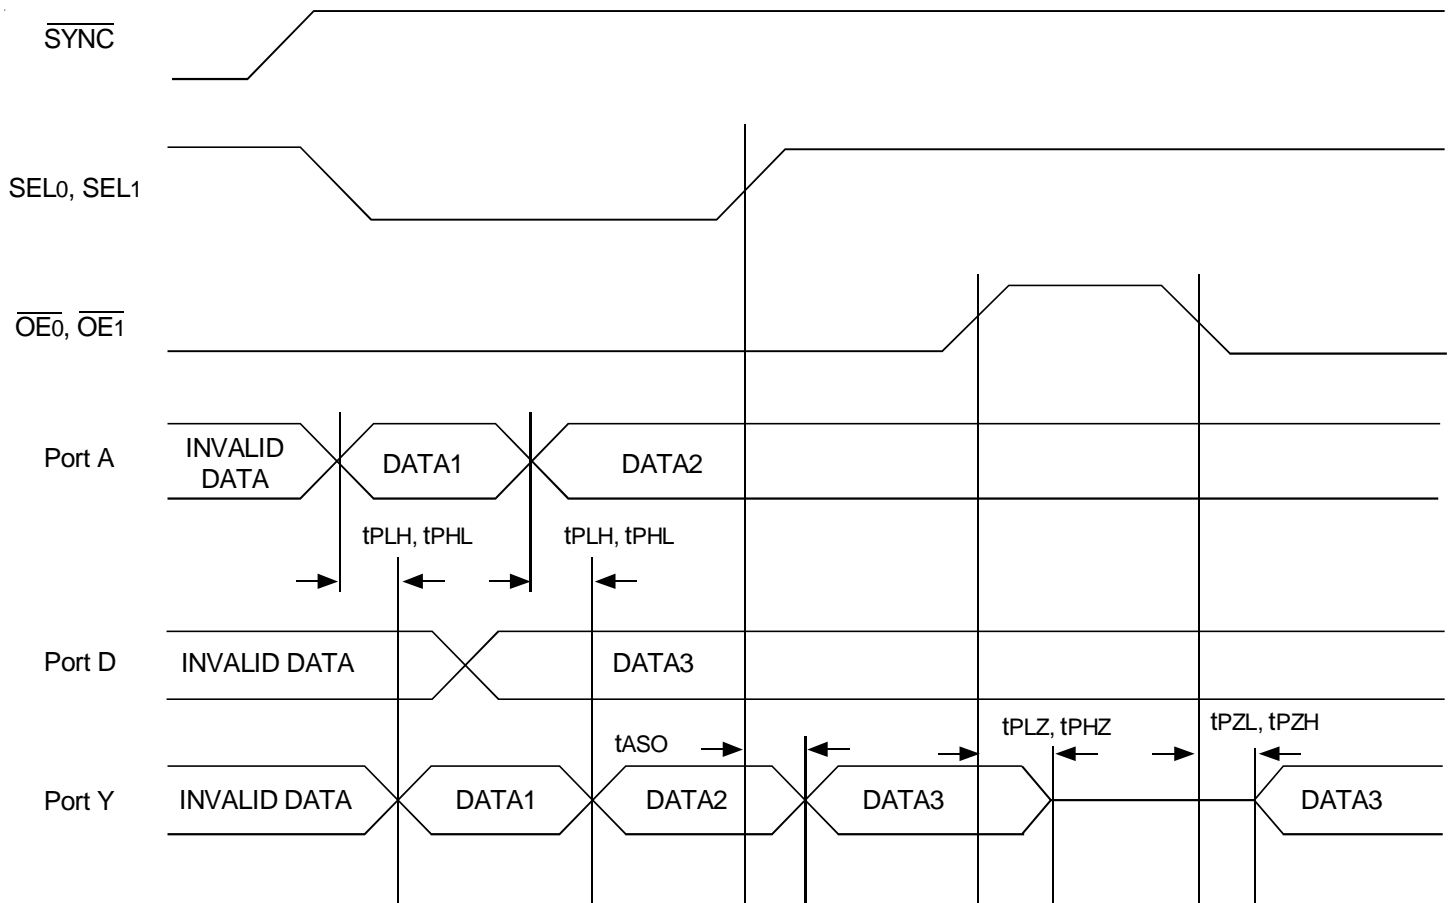 SYNC
SEL0, SEL1
OE0, OE1
Port A
INVALID
DATA
DATA1
DATA2
tPLH, tPHL
tPLH, tPHL
Port D
INVALID DATA
DATA3
tASO
tPLZ, tPHZ
tPZL, tPZH
Port Y
INVALID DATA
DATA1
DATA2
DATA3
DATA3